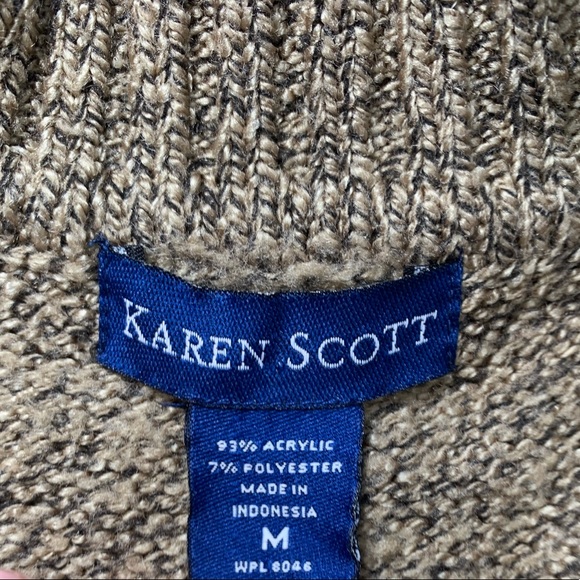 KAREN SCOTT
93% ACRYLIC
7% POLYESTER
MADE IN
INDONESIA
M
WPL 8046